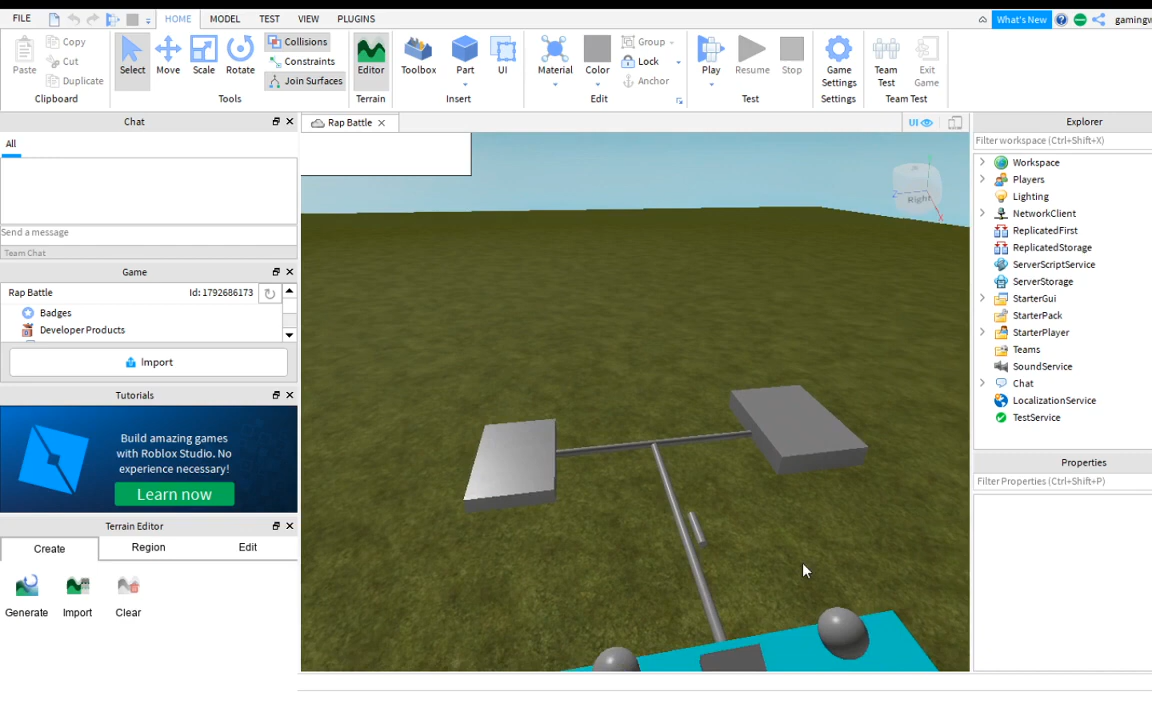 FILE HOME MODEL TEST VIEW PLUGINS What's New
Paste Copy Cut Duplicate
Clipboard
Select Move Scale Rotate Collisions Constraints Join Surfaces
Tools
Editor
Terrain
Toolbox Part UI
Insert
Material Color Group Lock Anchor
Edit
Play Resume Stop
Test
Game Settings
Settings
Team Test Exit Game
Team Test
Chat
All
Send a message
Team Chat
Game
Rap Battle Id: 1792686173
Badges
Developer Products
Import
Tutorials
Build amazing games
with Roblox Studio. No
experience necessary!
Learn now
Terrain Editor
Create Region Edit
Generate Import Clear
Rap Battle
UI
Right
Z
X
Explorer
Filter workspace (Ctrl+Shift+X)
Workspace
Players
Lighting
NetworkClient
ReplicatedFirst
ReplicatedStorage
ServerScriptService
ServerStorage
StarterGui
StarterPack
StarterPlayer
Teams
SoundService
Chat
LocalizationService
TestService
Properties
Filter Properties (Ctrl+Shift+P)